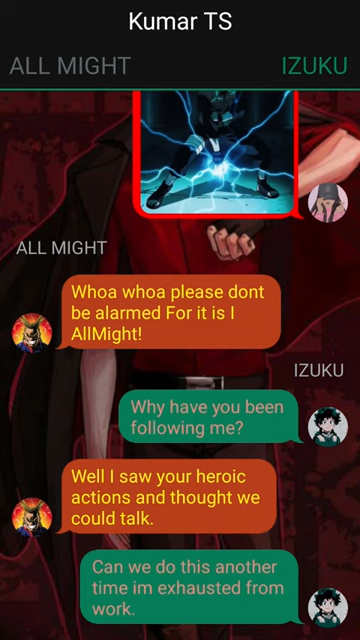 Kumar TS
ALL MIGHT
IZUKU
ALL MIGHT
Whoa whoa please dont
be alarmed For it is I
AllMight!
IZUKU
Why have you been
following me?
Well I saw your heroic
actions and thought we
could talk.
Can we do this another
time im exhausted from
work.